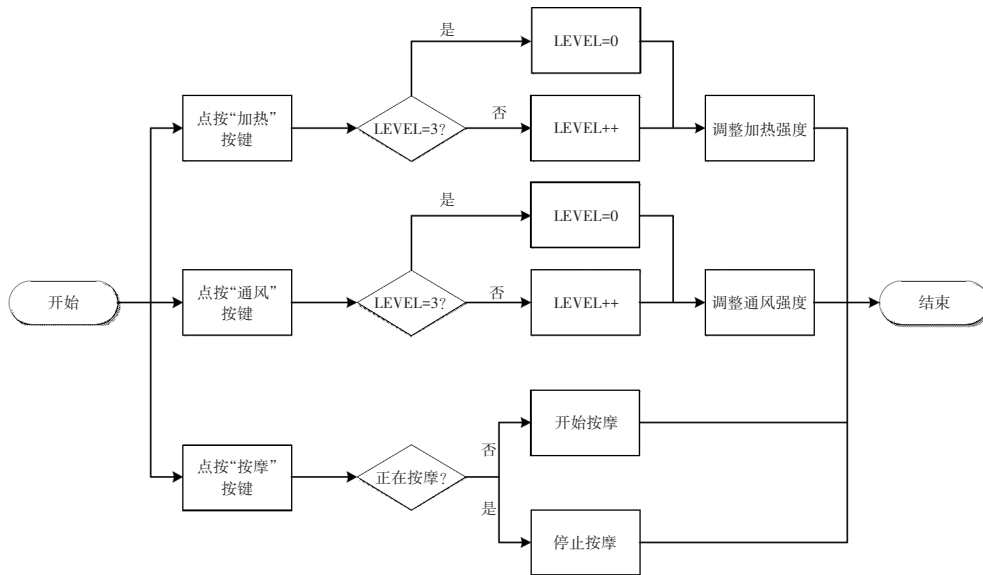 是
LEVEL=0
点按“加热”
按键
LEVEL=3?
否
LEVEL++
调整加热强度
是
LEVEL=0
开始
点按“通风”
按键
LEVEL=3?
否
LEVEL++
调整通风强度
结束
点按“按摩”
按键
正在按摩?
否
开始按摩
是
停止按摩